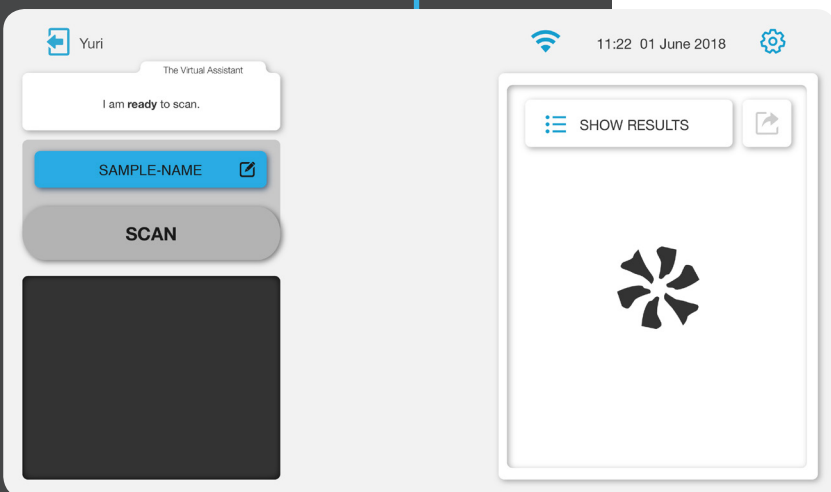 Yuri
11:22 01 June 2018
The Virtual Assistant
I am ready to scan.
SAMPLE-NAME
SCAN
SHOW RESULTS